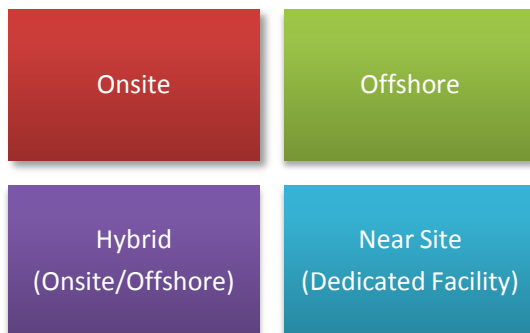 Onsite
Offshore
Hybrid
(Onsite/Offshore)
Near Site
(Dedicated Facility)